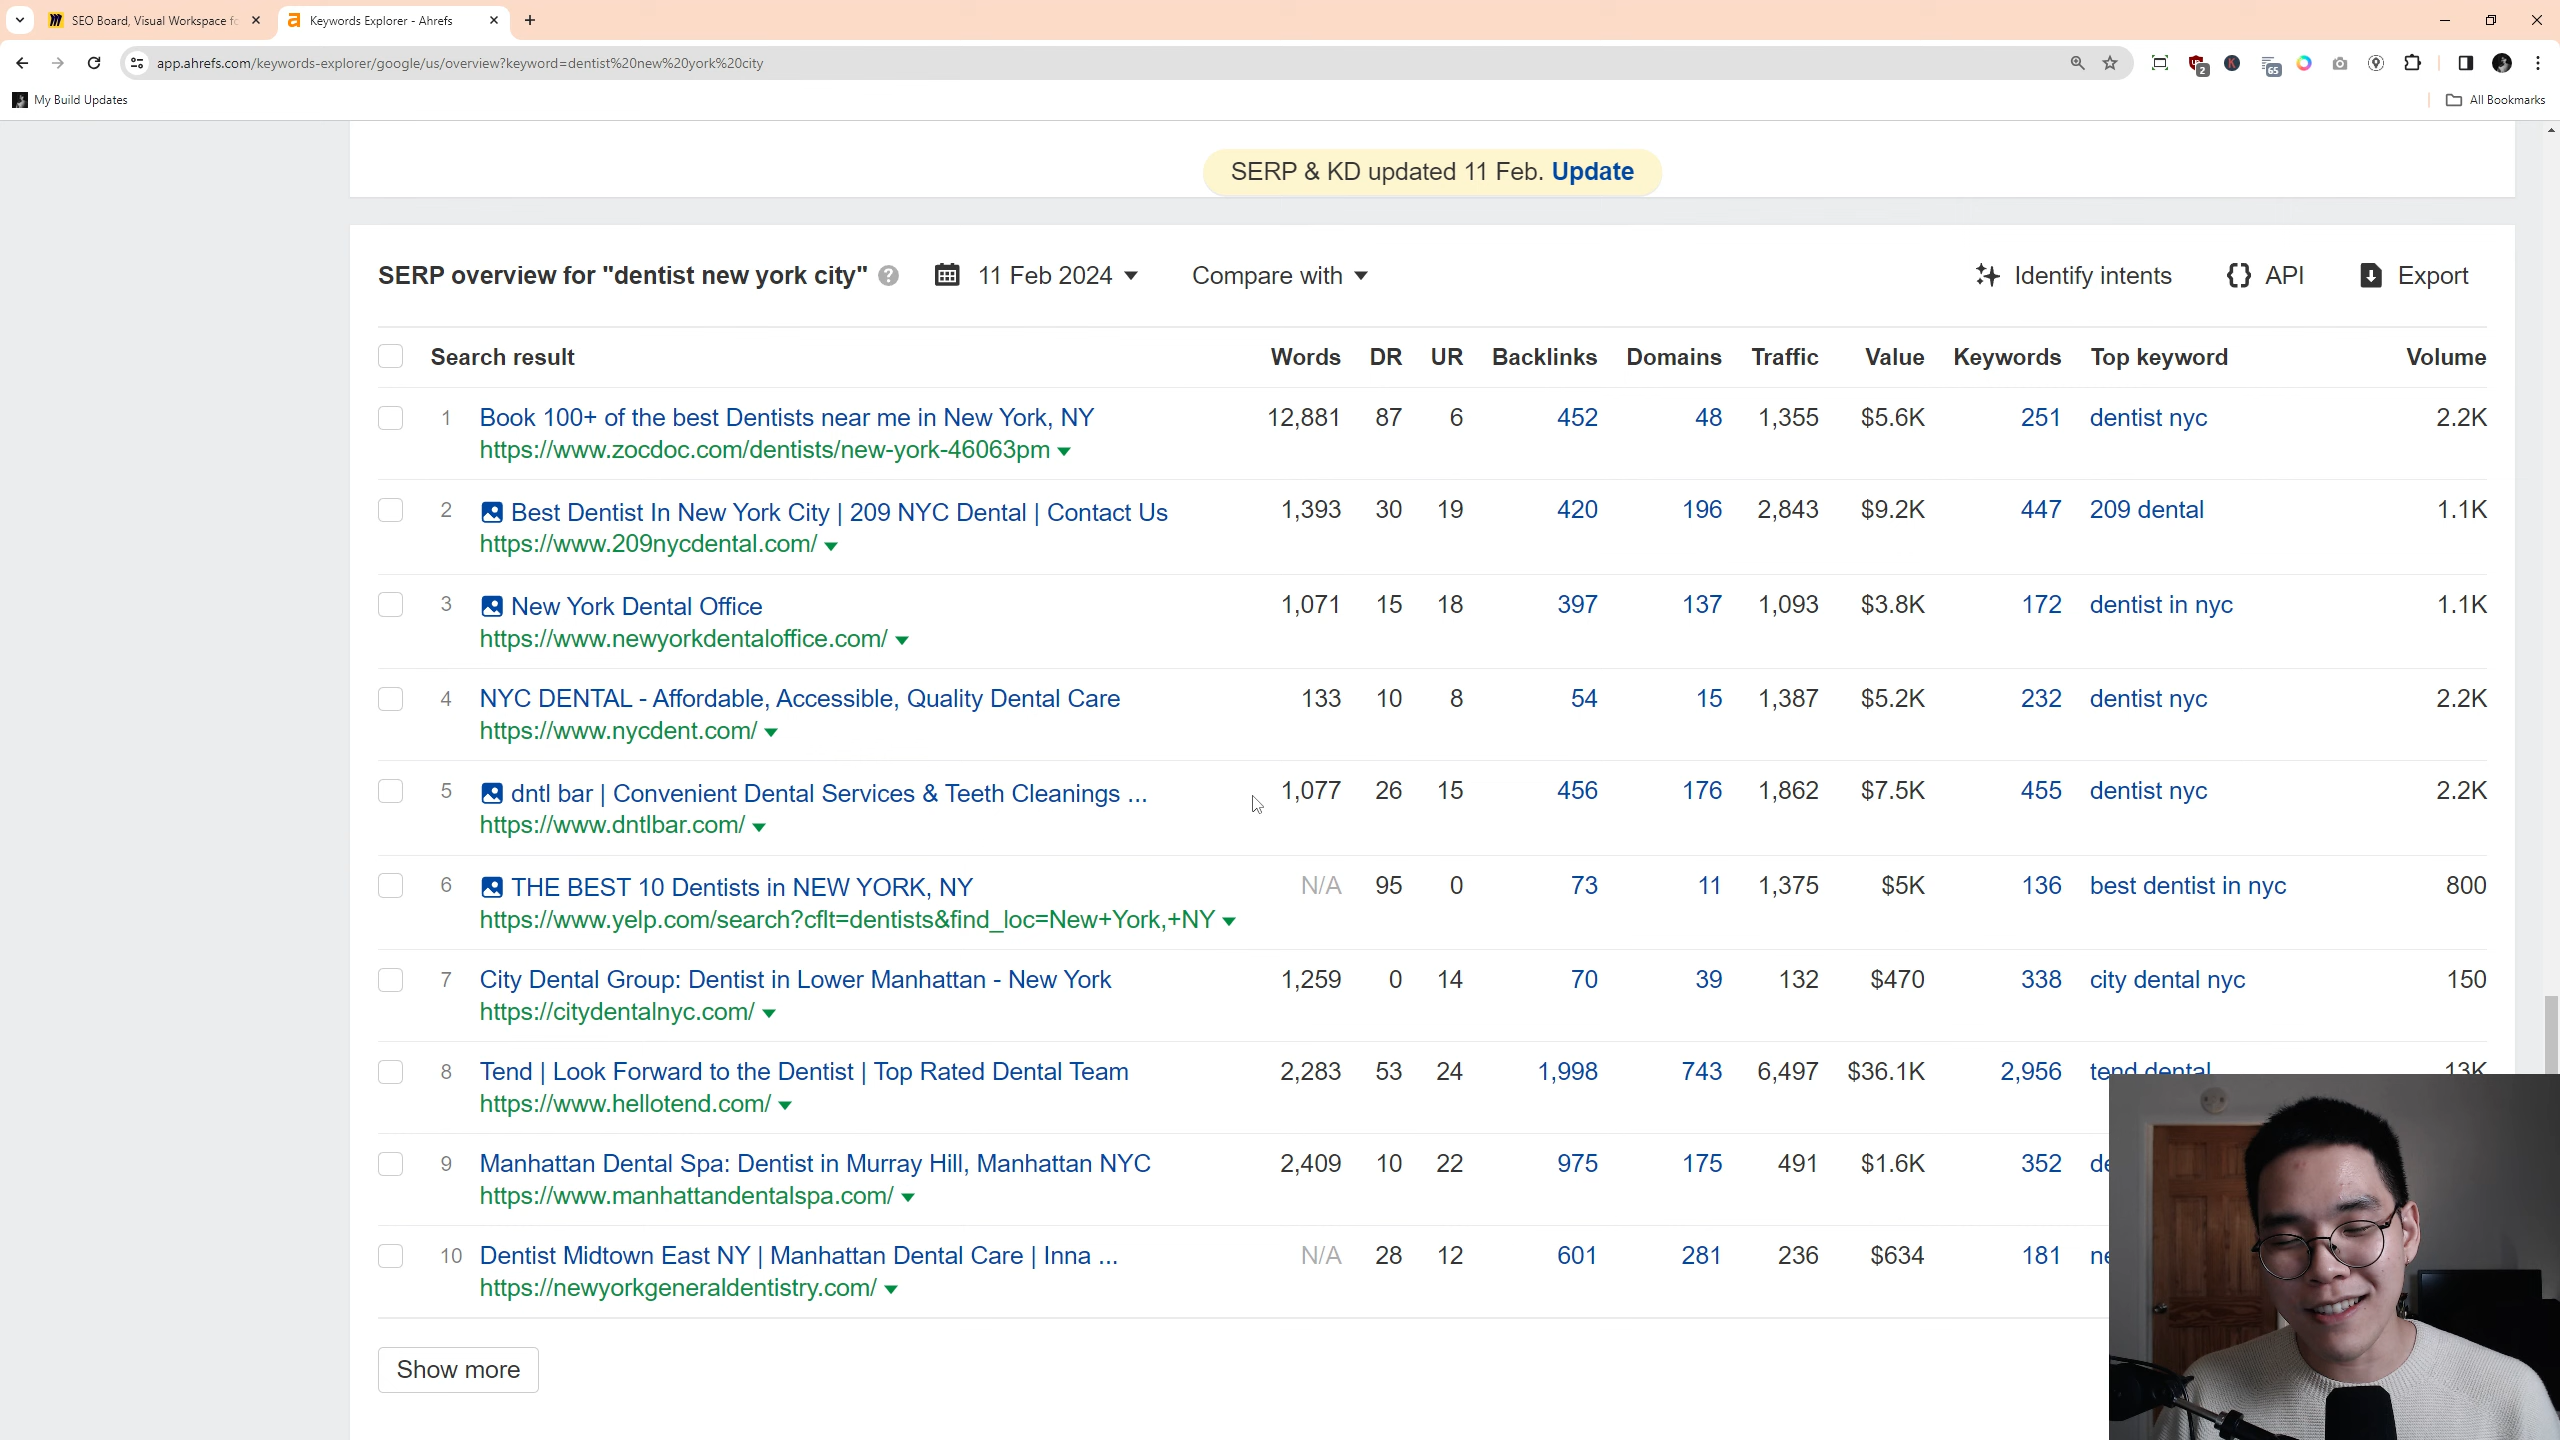 SEO Board, Visual Workspace f
Keywords Explorer - Ahrefs
app.ahrefs.com/keywords-explorer/google/us/overview?keyword=dentist%20new%20york%20city
2
K
65
My Build Updates
All Bookmarks
SERP & KD updated 11 Feb. Update
SERP overview for "dentist new york city" ? 11 Feb 2024 Compare with Identify intents {} API Export
Search result Words DR UR Backlinks Domains Traffic Value Keywords Top keyword Volume
1 Book 100+ of the best Dentists near me in New York, NY 12,881 87 6 452 48 1,355 $5.6K 251 dentist nyc 2.2K
https://www.zocdoc.com/dentists/new-york-46063pm
2 Best Dentist In New York City | 209 NYC Dental | Contact Us 1,393 30 19 420 196 2,843 $9.2K 447 209 dental 1.1K
https://www.209nycdental.com/
3 New York Dental Office 1,071 15 18 397 137 1,093 $3.8K 172 dentist in nyc 1.1K
https://www.newyorkdentaloffice.com/
4 NYC DENTAL - Affordable, Accessible, Quality Dental Care 133 10 8 54 15 1,387 $5.2K 232 dentist nyc 2.2K
https://www.nycdent.com/
5 dntl bar | Convenient Dental Services & Teeth Cleanings ... 1,077 26 15 456 176 1,862 $7.5K 455 dentist nyc 2.2K
https://www.dntlbar.com/
6 THE BEST 10 Dentists in NEW YORK, NY N/A 95 0 73 11 1,375 $5K 136 best dentist in nyc 800
https://www.yelp.com/search?cflt=dentists&find_loc=New+York,+NY
7 City Dental Group: Dentist in Lower Manhattan - New York 1,259 0 14 70 39 132 $470 338 city dental nyc 150
https://citydentalnyc.com/
8 Tend | Look Forward to the Dentist | Top Rated Dental Team 2,283 53 24 1,998 743 6,497 $36.1K 2,956 tend dental 13K
https://www.hellotend.com/
9 Manhattan Dental Spa: Dentist in Murray Hill, Manhattan NYC 2,409 10 22 975 175 491 $1.6K 352 de
https://www.manhattandentalspa.com/
10 Dentist Midtown East NY | Manhattan Dental Care | Inna ... N/A 28 12 601 281 236 $634 181 ne
https://newyorkgeneraldentistry.com/
Show more